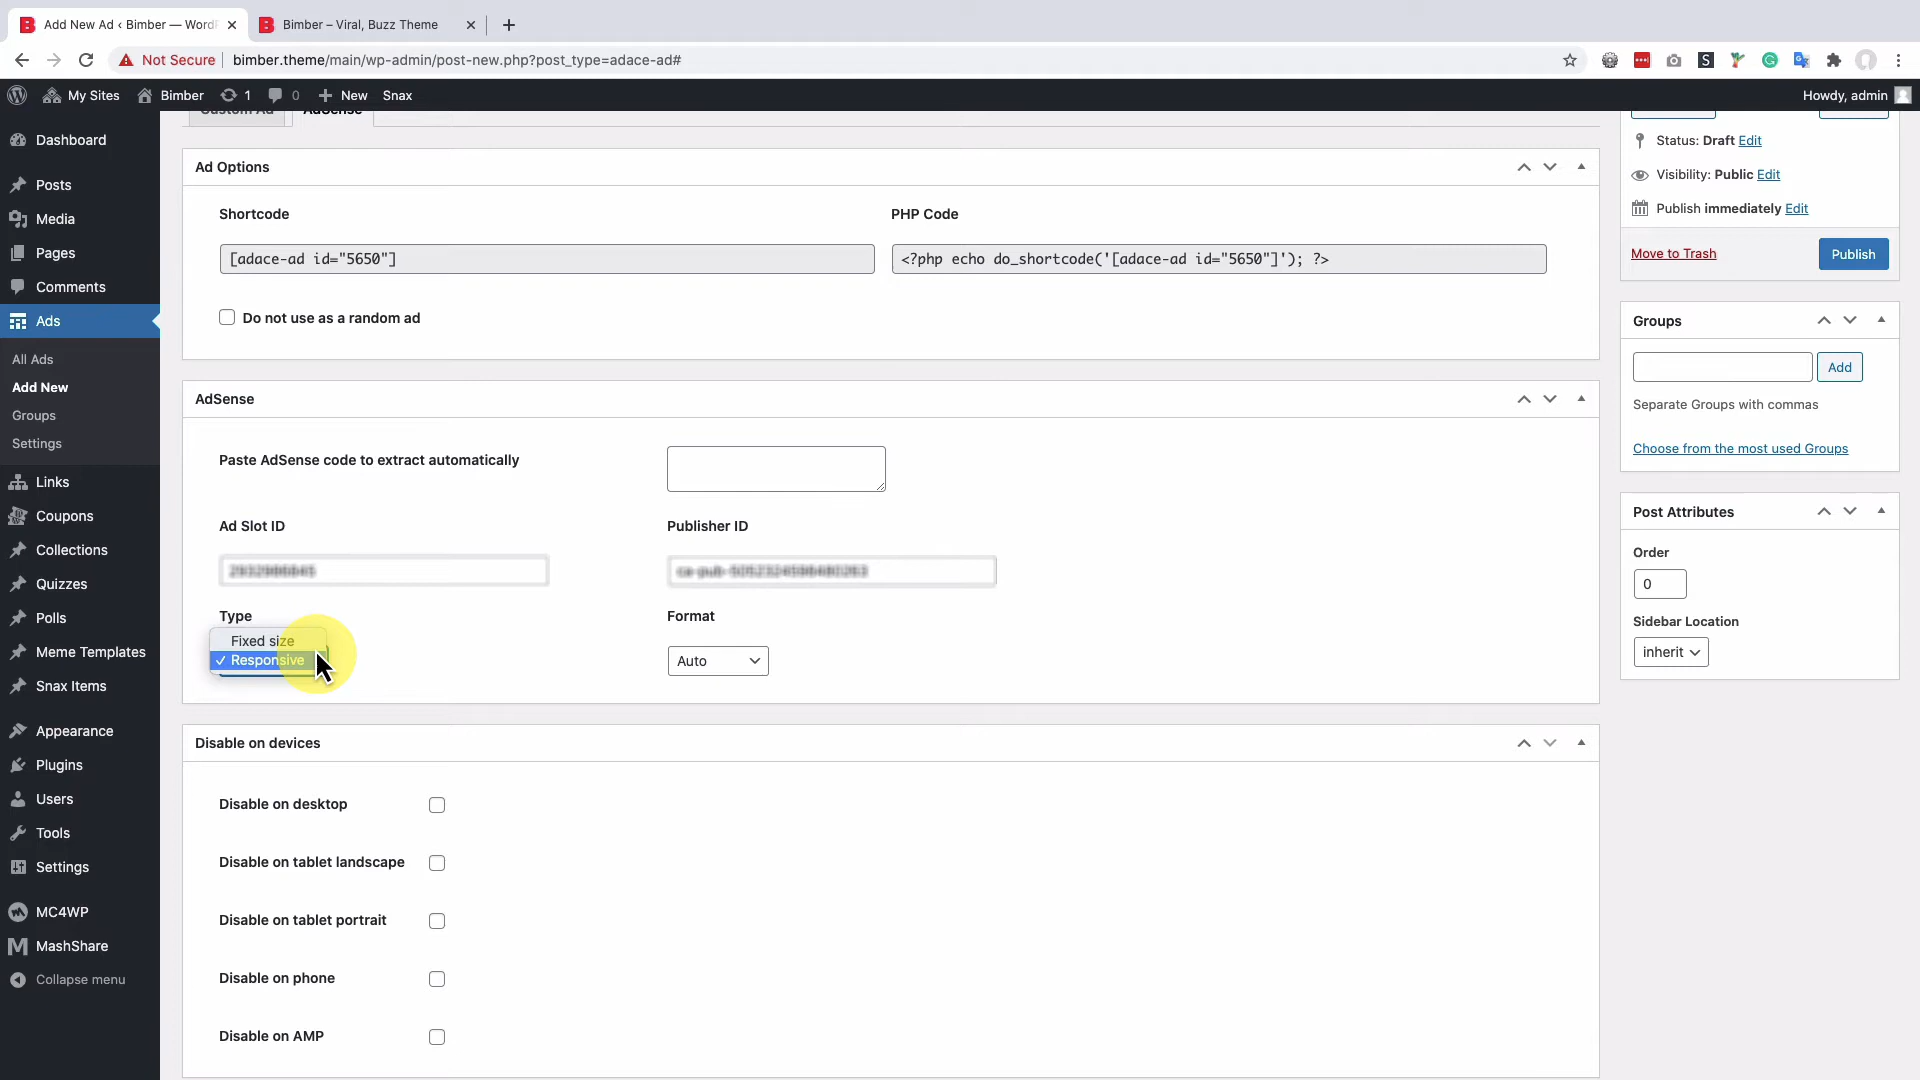 Add New Ad ‹ Bimber — WordP
Bimber – Viral, Buzz Theme
Not Secure
bimber.theme/main/wp-admin/post-new.php?post_type=adace-ad#
My Sites
Bimber
1
0
New
Snax
Howdy, admin
Dashboard
Posts
Media
Pages
Comments
Ads
All Ads
Add New
Groups
Settings
Links
Coupons
Collections
Quizzes
Polls
Meme Templates
Snax Items
Appearance
Plugins
Users
Tools
Settings
MC4WP
MashShare
Collapse menu
Custom Ad
AdSense
Ad Options
Shortcode
PHP Code
[adace-ad id="5650"]
<?php echo do_shortcode('[adace-ad id="5650"]'); ?>
Do not use as a random ad
AdSense
Paste AdSense code to extract automatically
Ad Slot ID
Publisher ID
Type
Format
Fixed size
✓ Responsive
Auto
Disable on devices
Disable on desktop
Disable on tablet landscape
Disable on tablet portrait
Disable on phone
Disable on AMP
Status: Draft Edit
Visibility: Public Edit
Publish immediately Edit
Move to Trash
Publish
Groups
Add
Separate Groups with commas
Choose from the most used Groups
Post Attributes
Order
0
Sidebar Location
inherit